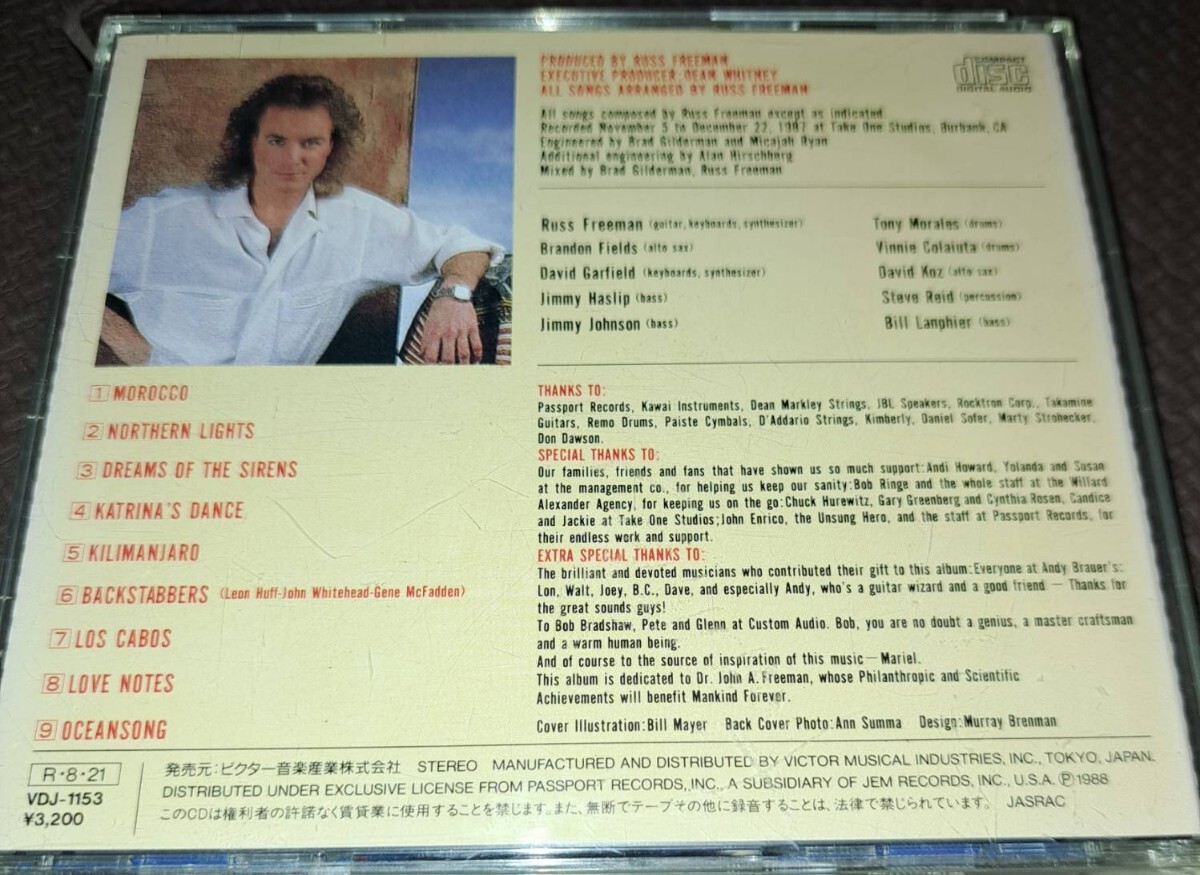 PRODUCED BY RUSS FREEMAN
EXECUTIVE PRODUCER:DEAN WHITNEY
ALL SONGS ARRANGED BY RUSS FREEMAN
COMPACT
disc
DIGITAL AUDIO
All songs composed by Russ Freeman except as indicated
Recorded November 5 to December 22, 1987 at Take One Studios, Burbank, CA
Engineered by Brad Gilderman and Micajah Ryan
Additional engineering by Alan Hirschberg
Mixed by Brad Gilderman, Russ Freeman
Russ Freeman (guitar, keyboards, synthesizer)
Brandon Fields (alto sax)
David Garfield (keyboards, synthesizer)
Jimmy Haslip (bass)
Jimmy Johnson (bass)
Tony Morales (drums)
Vinnie Colaiuta (drums)
David Koz (alto sax)
Steve Reid (percussion)
Bill Lanphier (bass)
1 MOROCCO
2 NORTHERN LIGHTS
3 DREAMS OF THE SIRENS
4 KATRINA'S DANCE
5 KILIMANJARO
6 BACKSTABBERS (Leon Huff-John Whitehead-Gene McFadden)
7 LOS CABOS
8 LOVE NOTES
9 OCEANSONG
THANKS TO:
Passport Records, Kawai Instruments, Dean Markley Strings, JBL Speakers, Rocktron Corp., Takamine
Guitars, Remo Drums, Paiste Cymbals, D'Addario Strings, Kimberly, Daniel Sofer, Marty Strohecker,
Don Dawson.
SPECIAL THANKS TO:
Our families, friends and fans that have shown us so much support:Andi Howard, Yolanda and Susan
at the management co., for helping us keep our sanity:Bob Ringe and the whole staff at the Willard
Alexander Agency, for keeping us on the go:Chuck Hurewitz, Gary Greenberg and Cynthia Rosen, Candice
and Jackie at Take One Studios;John Enrico, the Unsung Hero, and the staff at Passport Records, for
their endless work and support.
EXTRA SPECIAL THANKS TO:
The brilliant and devoted musicians who contributed their gift to this album:Everyone at Andy Brauer's:
Lon, Walt, Joey, B.C., Dave, and especially Andy, who's a guitar wizard and a good friend — Thanks for
the great sounds guys!
To Bob Bradshaw, Pete and Glenn at Custom Audio. Bob, you are no doubt a genius, a master craftsman
and a warm human being.
And of course to the source of inspiration of this music — Mariel.
This album is dedicated to Dr. John A. Freeman, whose Philanthropic and Scientific
Achievements will benefit Mankind Forever.
Cover Illustration:Bill Mayer Back Cover Photo:Ann Summa Design:Murray Brenman
R・8・21
VDJ-1153
¥3,200
発売元:ビクター音楽産業株式会社 STEREO MANUFACTURED AND DISTRIBUTED BY VICTOR MUSICAL INDUSTRIES, INC., TOKYO, JAPAN.
DISTRIBUTED UNDER EXCLUSIVE LICENSE FROM PASSPORT RECORDS, INC., A SUBSIDIARY OF JEM RECORDS, INC., U.S.A. Ⓟ1988
このCDは権利者の許諾なく賃貸業に使用することを禁じます。また、無断でテープその他に録音することは、法律で禁じられています。 JASRAC